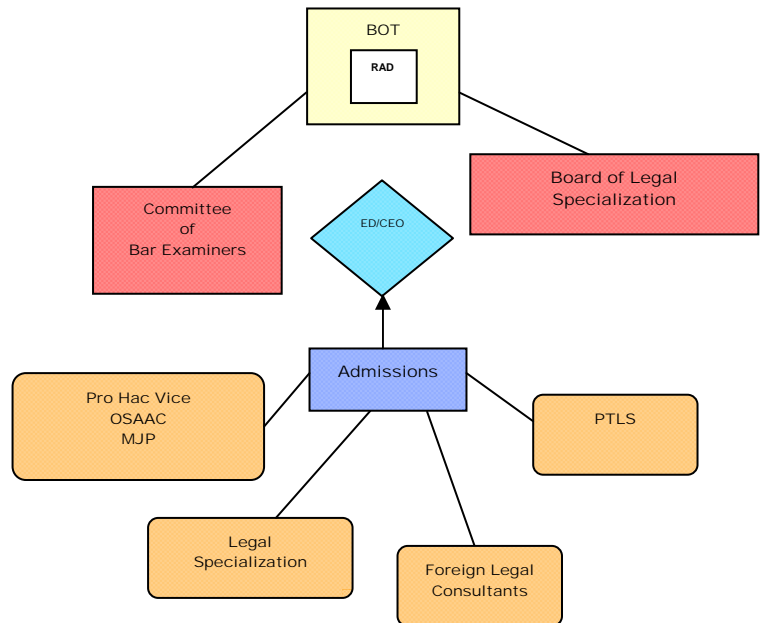 BOT
RAD
Committee
of
Bar Examiners
Board of Legal
Specialization
ED/CEO
Admissions
Pro Hac Vice
OSAAC
MJP
PTLS
Legal
Specialization
Foreign Legal
Consultants